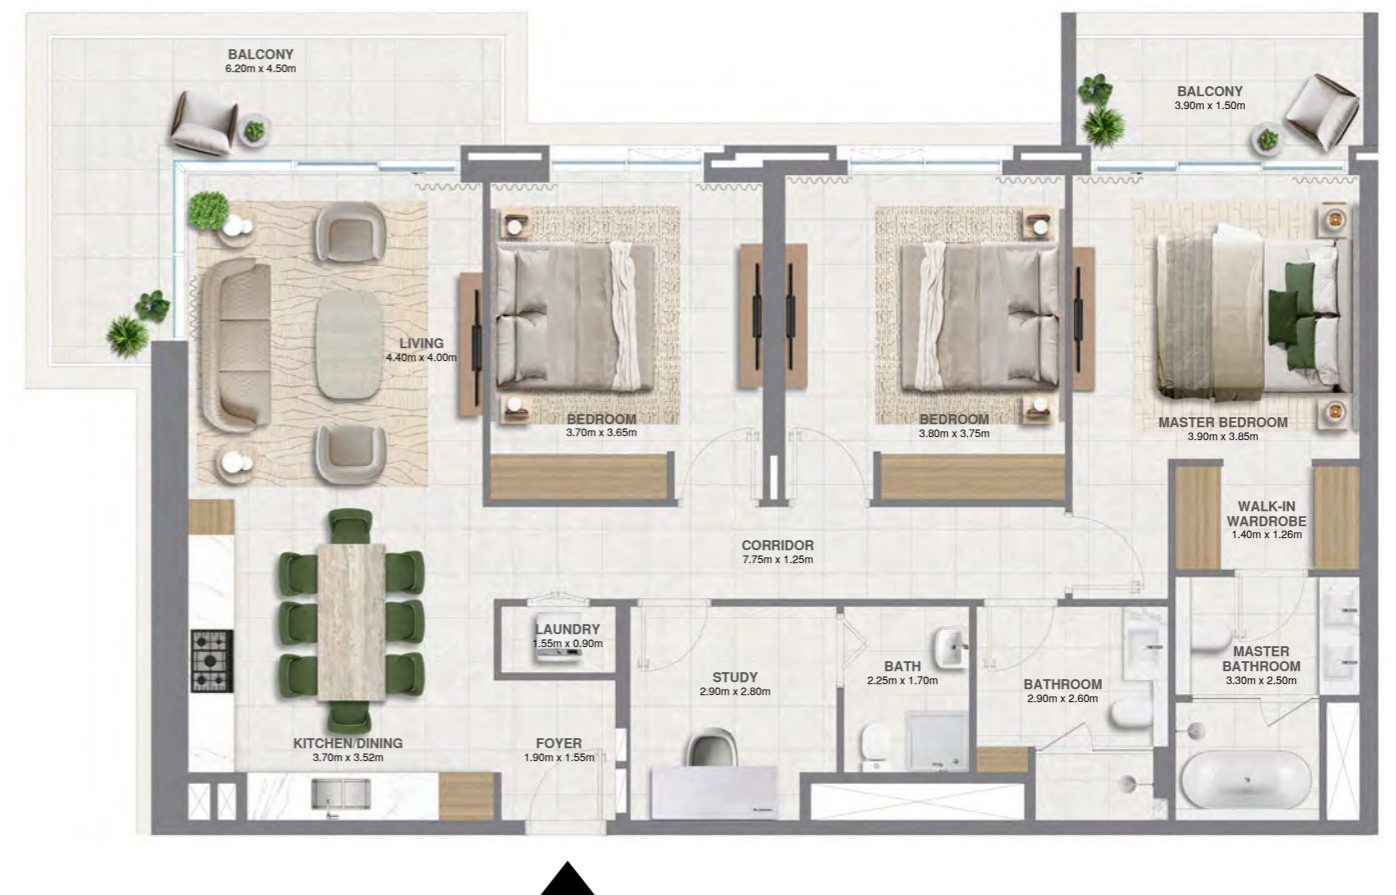 BALCONY
6.20m x 4.50m
BALCONY
3.90m x 1.50m
LIVING
4.40m x 4.00m
BEDROOM
3.70m x 3.65m
BEDROOM
3.80m x 3.75m
MASTER BEDROOM
3.90m x 3.85m
WALK-IN
WARDROBE
1.40m x 1.26m
CORRIDOR
7.75m x 1.25m
LAUNDRY
1.55m x 0.90m
STUDY
2.90m x 2.80m
BATH
2.25m x 1.70m
BATHROOM
2.90m x 2.60m
MASTER
BATHROOM
3.30m x 2.50m
KITCHEN/DINING
3.70m x 3.52m
FOYER
1.90m x 1.55m